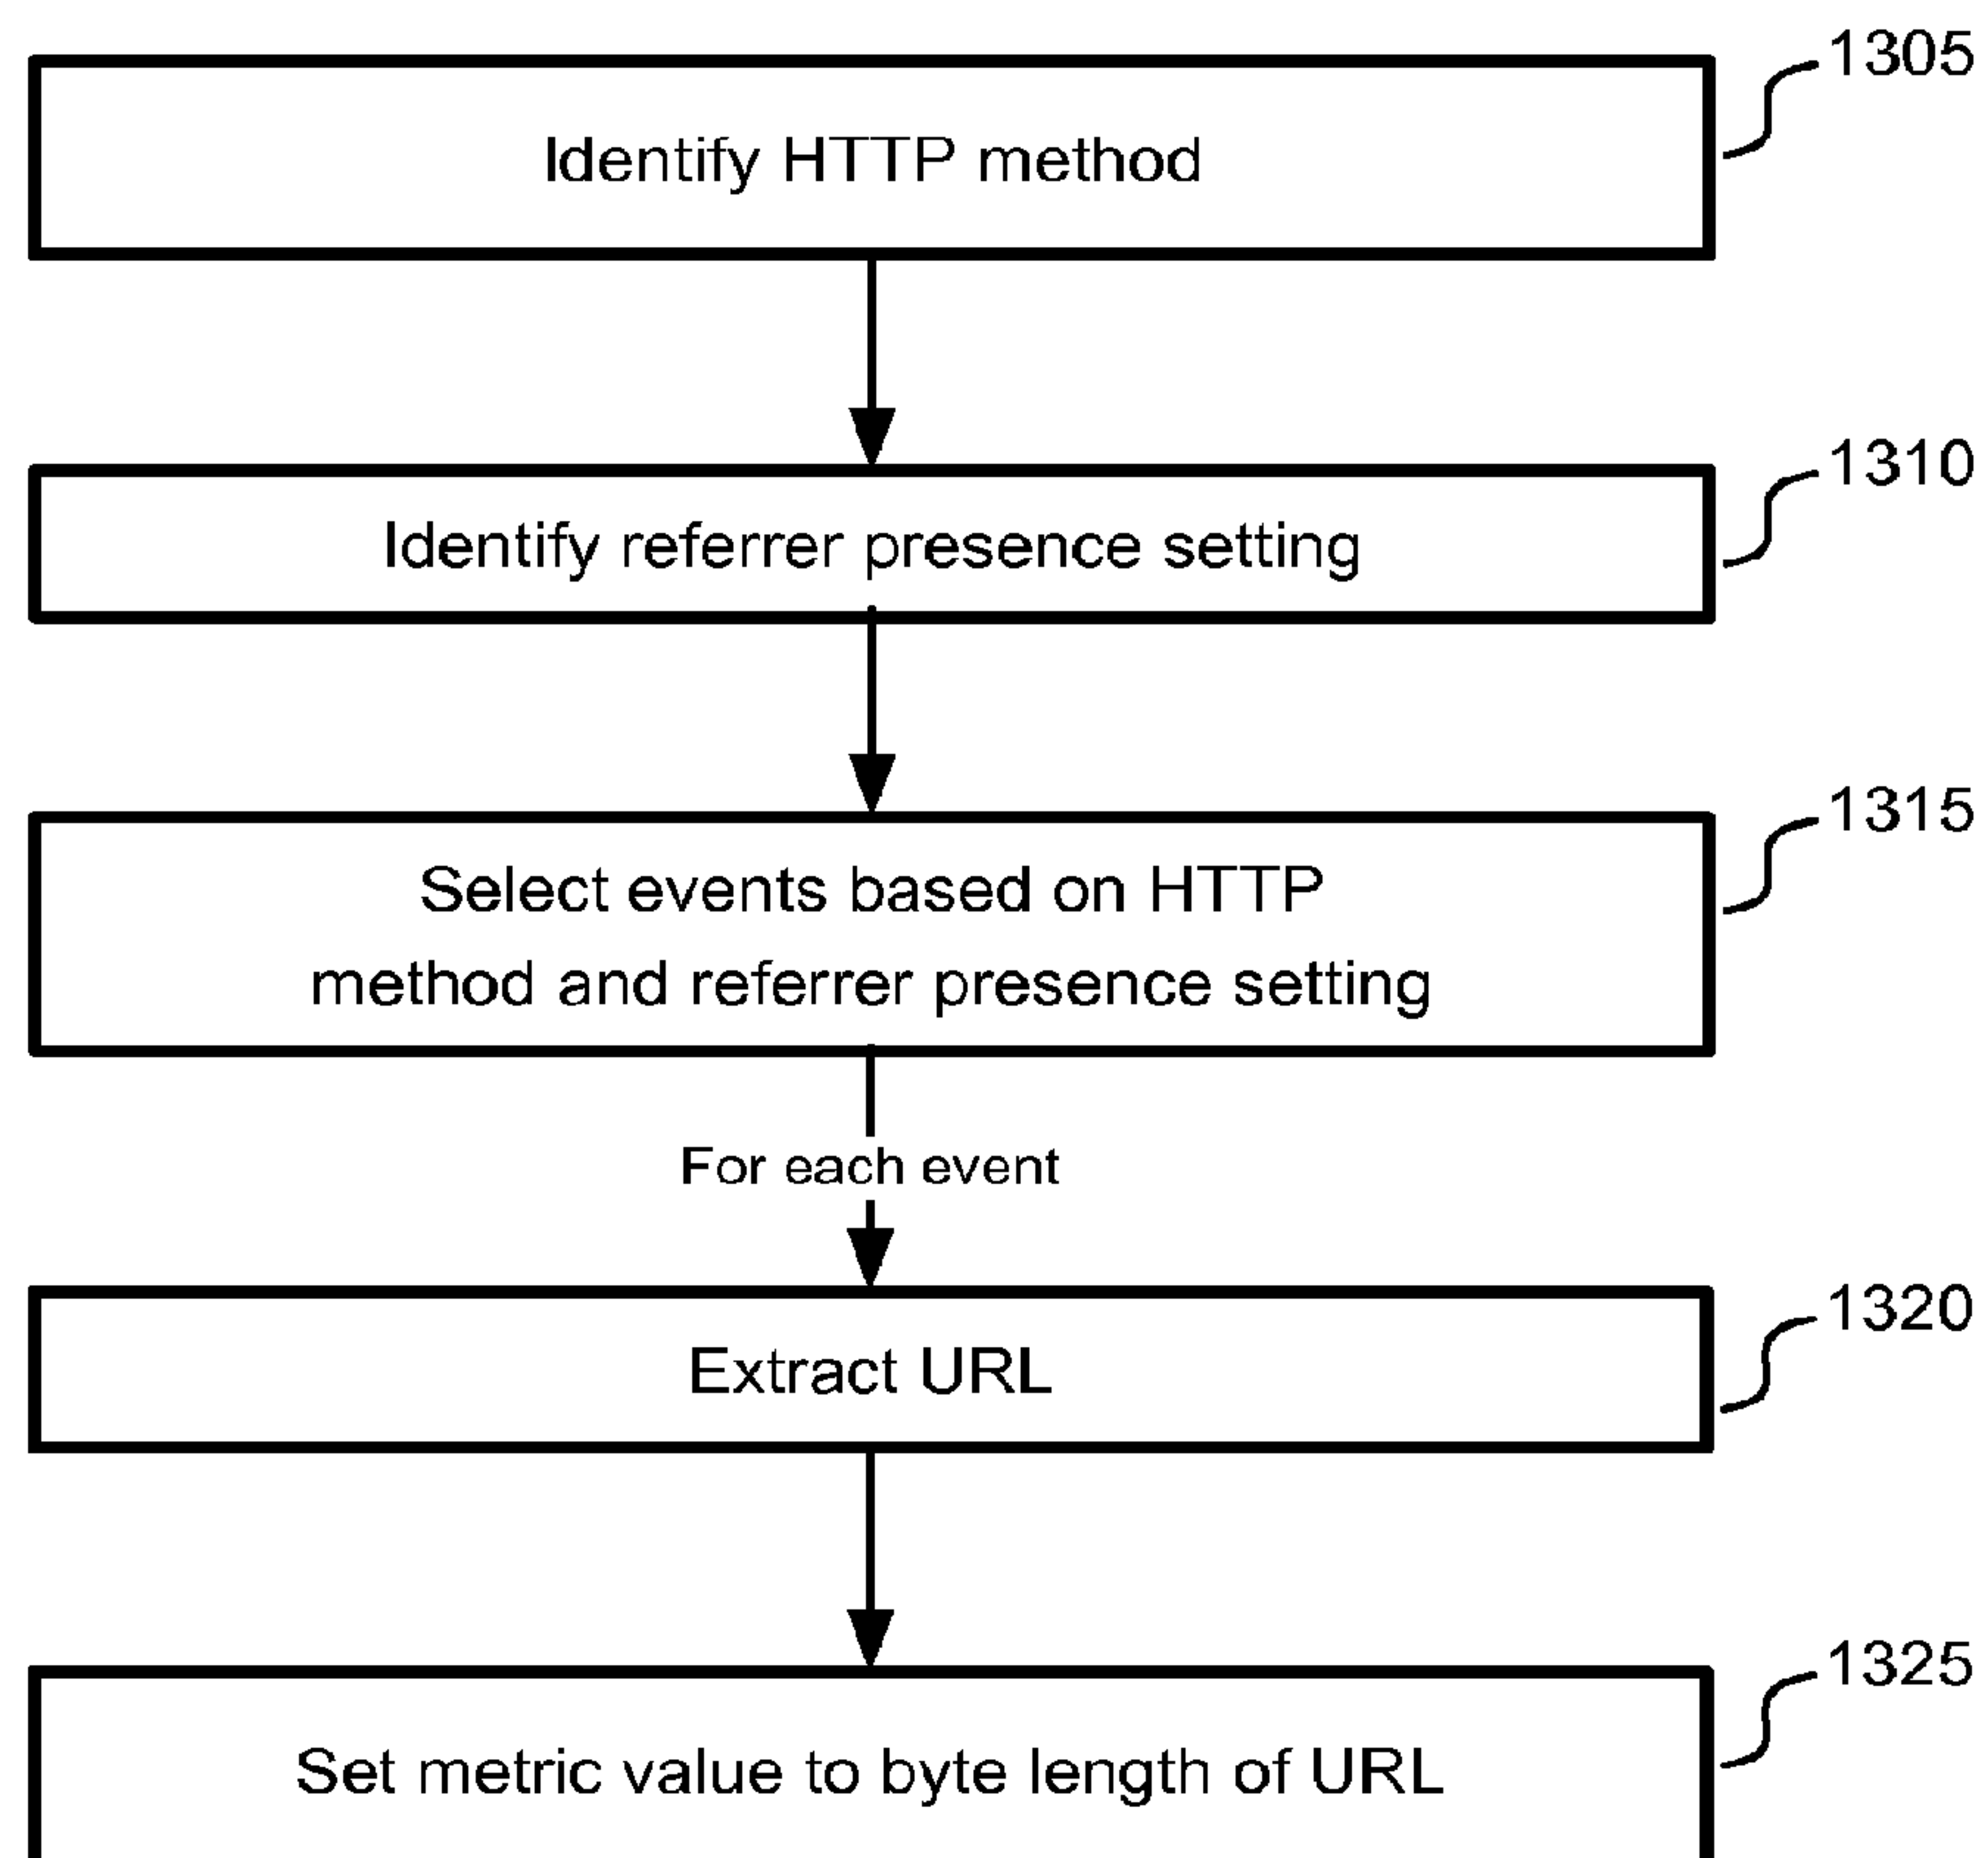 1305
Identify HTTP method
1310
Identify referrer presence setting
1315
Select events based on HTTP
method and referrer presence setting
For each event
1320
Extract URL
1325
Set metric value to byte length of URL